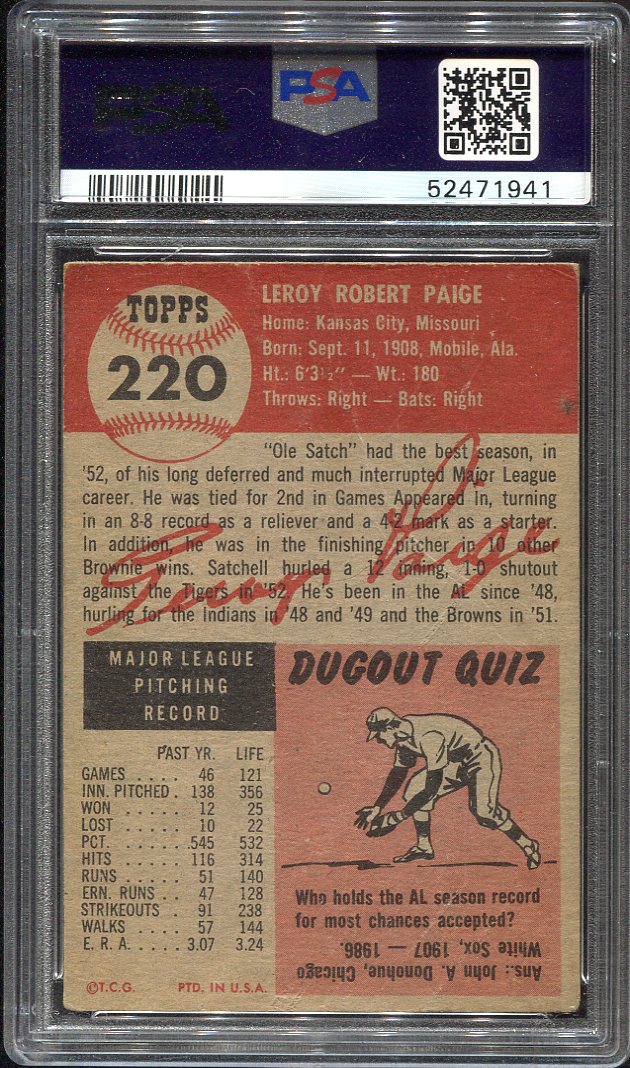 PSA
PSA
52471941
TOPPS
220
LEROY ROBERT PAIGE
Home: Kansas City, Missouri
Born: Sept. 11, 1908, Mobile, Ala.
Ht.: 6'3½" — Wt.: 180
Throws: Right — Bats: Right
"Ole Satch" had the best season, in
'52, of his long deferred and much interrupted Major League
career. He was tied for 2nd in Games Appeared In, turning
in an 8-8 record as a reliever and a 4-2 mark as a starter.
In addition, he was in the finishing pitcher in 10 other
Brownie wins. Satchell hurled a 12 inning, 1-0 shutout
against the Tigers in '52. He's been in the AL since '48,
hurling for the Indians in '48 and '49 and the Browns in '51.
MAJOR LEAGUE
PITCHING
RECORD
PAST YR. LIFE
GAMES .... 46 121
INN. PITCHED . 138 356
WON ..... 12 25
LOST ..... 10 22
PCT. ..... .545 532
HITS ..... 116 314
RUNS .... 51 140
ERN. RUNS .. 47 128
STRIKEOUTS . 91 238
WALKS ... 57 144
E. R. A. .... 3.07 3.24
©T.C.G. PTD. IN U.S.A.
DUGOUT QUIZ
Who holds the AL season record
for most chances accepted?
Ans.: John A. Donohue, Chicago
White Sox, 1907 — 1986.